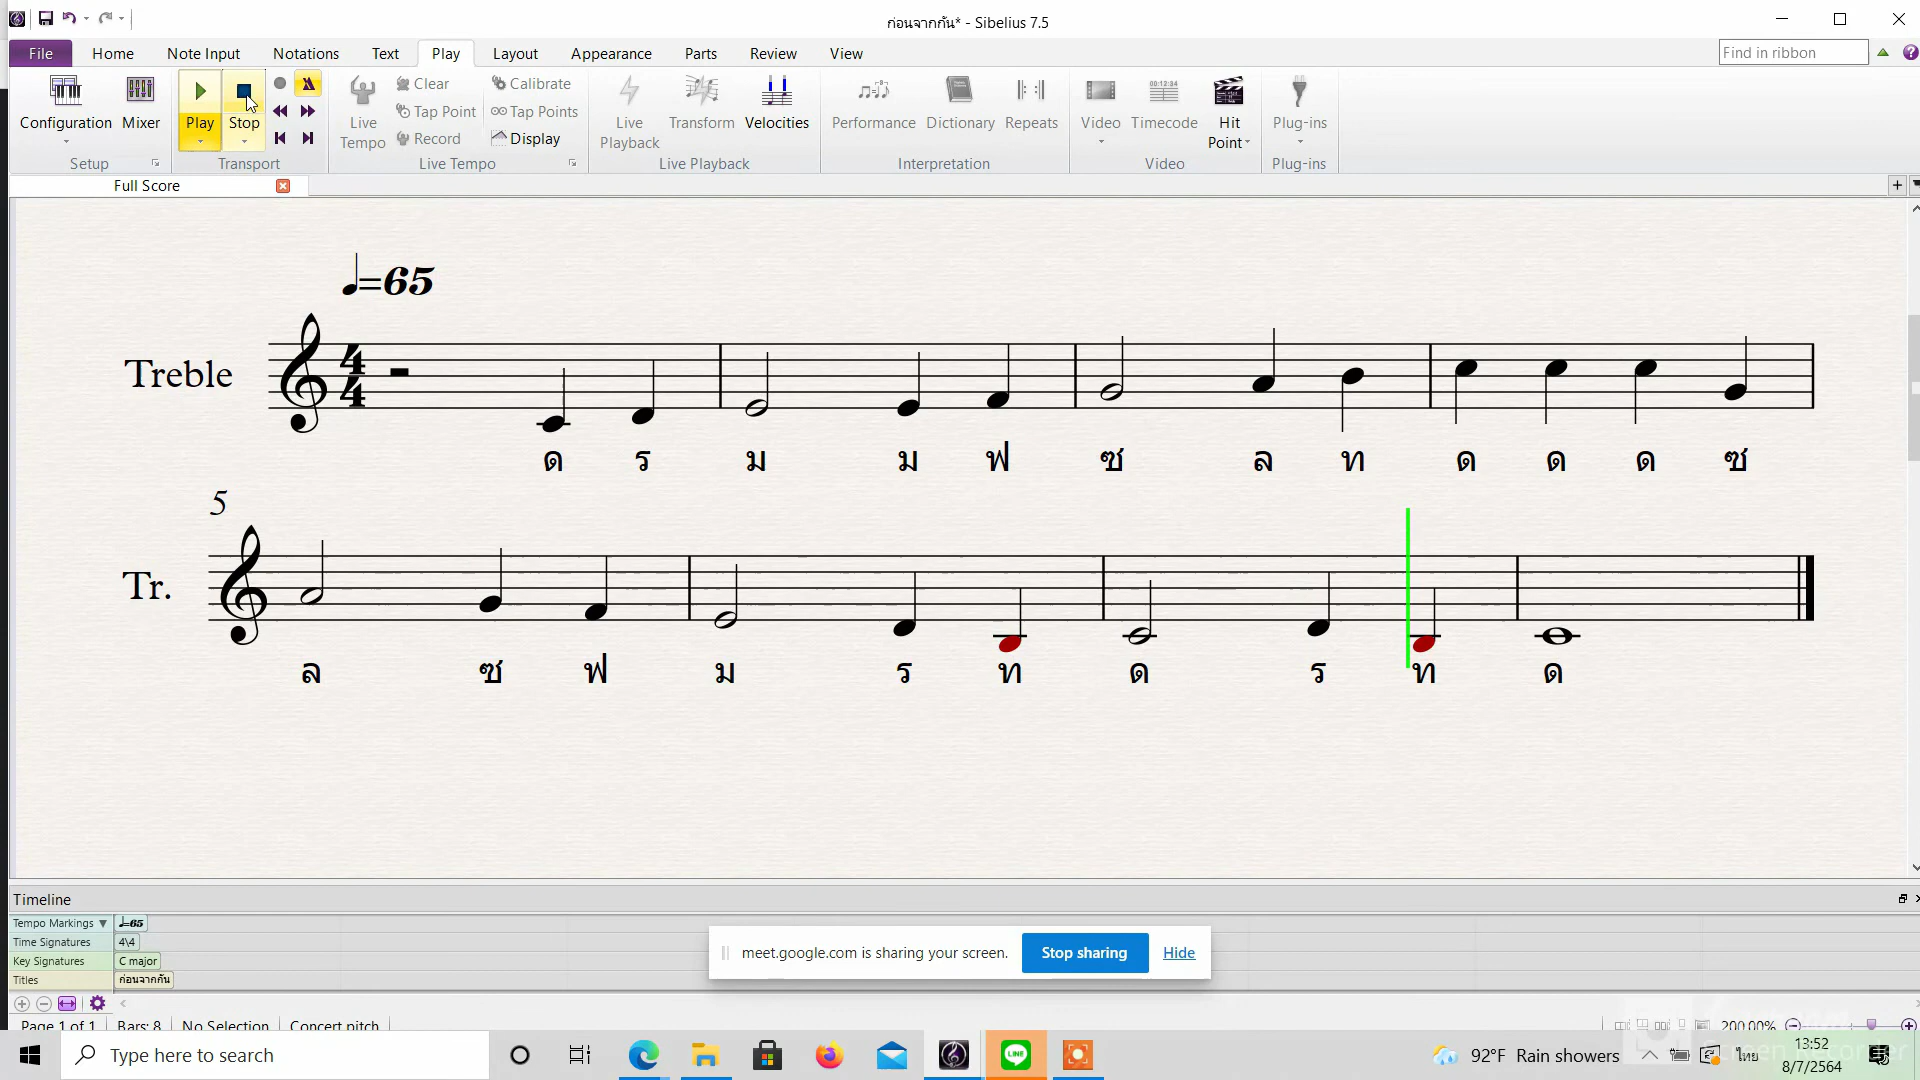 ก่อนจากกัน* - Sibelius 7.5
File Home Note Input Notations Text Play Layout Appearance Parts Review View Find in ribbon
Configuration Mixer Play Stop Live Tempo Clear Tap Point Record Calibrate Tap Points Display Live Playback Transform Velocities Performance Dictionary Repeats Video Timecode Hit Point Plug-ins
Setup Transport Live Tempo Live Playback Interpretation Video Plug-ins
Full Score
=65
Treble 4 4
ด ร ม ม ฟ ซ ล ท ด ด ด ซ
5
Tr.
ล ซ ฟ ม ร ท ด ร ท ด
Timeline
Tempo Markings =65
Time Signatures 4\4
Key Signatures C major
Titles ก่อนจากกัน
meet.google.com is sharing your screen. Stop sharing Hide
Page 1 of 1 Bars: 8 No Selection Concert pitch 200.00%
Type here to search 92°F Rain showers ไทย 13:52
8/7/2564